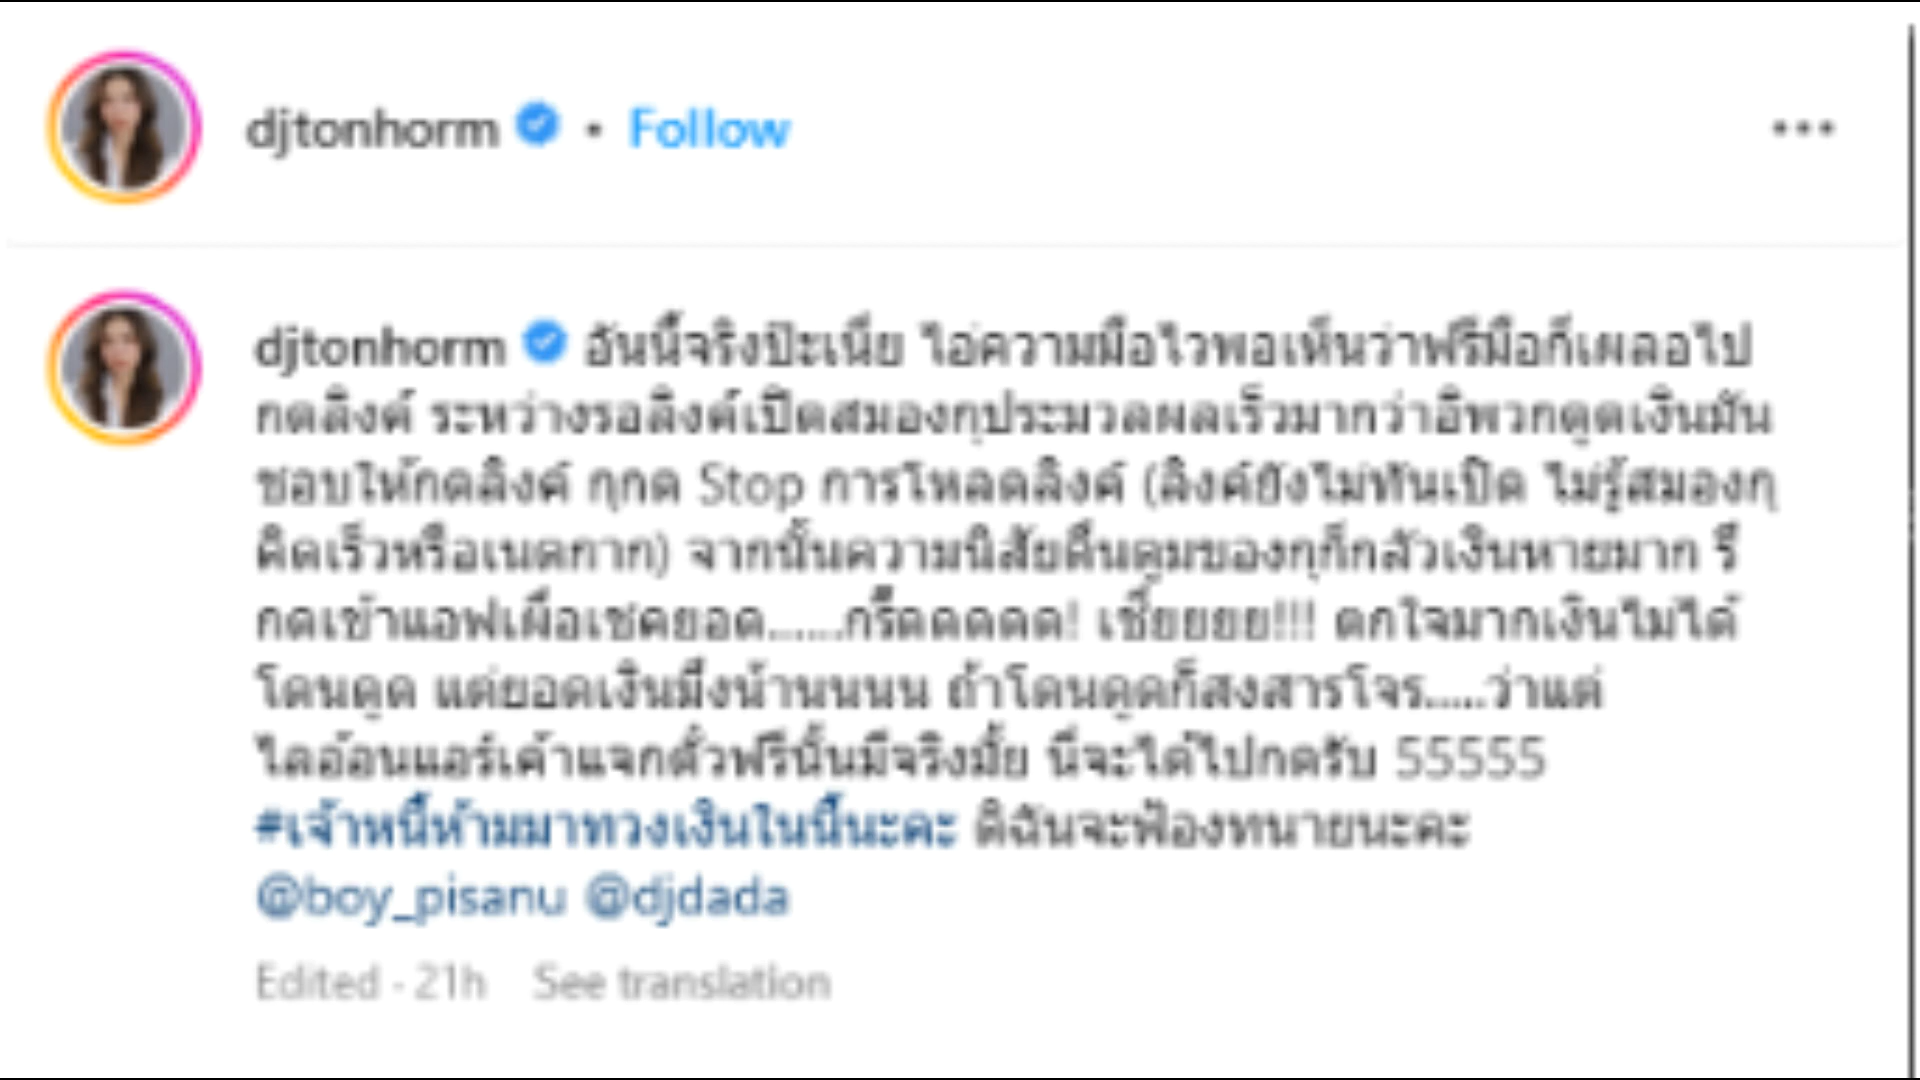 djtonhorm • Follow
djtonhorm อันนี้จริงป๊ะเนี่ย ไอ่ความมือไวพอเห็นว่าฟรีมือก็เผลอไป
กดลิงค์ ระหว่างรอลิงค์เปิดสมองกุประมวลผลเร็วมากว่าอิพวกดูดเงินมัน
ชอบให้กดลิงค์ กุกด Stop การโหลดลิงค์ (ลิงค์ยังไม่ทันเปิด ไม่รู้สมองกุ
คิดเร็วหรือเนตกาก) จากนั้นความนิสัยตื่นตูมของกุก็กลัวเงินหายมาก รี
กดเข้าแอฟเผื่อเชคยอด.......กรี๊ดดดดด! เชี่ยยยย!!! ตกใจมากเงินไม่ได้
โดนดูด แต่ยอดเงินมึงน้านนนน ถ้าโดนดูดก็สงสารโจร.....ว่าแต่
ไดอ้อนแอร์เค้าแจกตั๋วฟรีนั้นมีจริงมั้ย นี่จะได้ไปกดรับ 55555
#เจ้าหนี้ห้ามมาทวงเงินในนี้นะคะ ดิฉันจะฟ้องทนายนะคะ
@boy_pisanu @djdada
Edited · 21h See translation